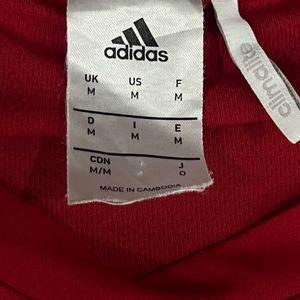 adidas
UK US F
M M M
D I E
M M M
CDN J
M/M O
MADE IN CAMBODIA
climalite